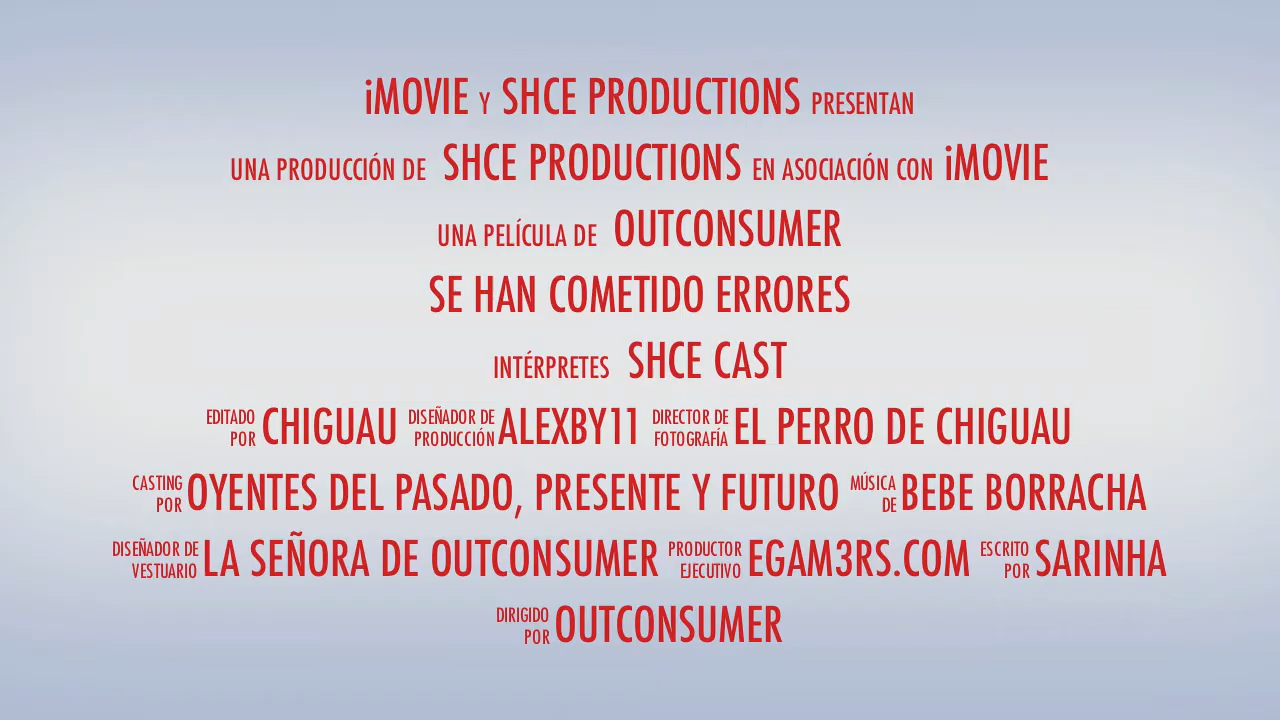 iMOVIE Y SHCE PRODUCTIONS PRESENTAN
UNA PRODUCCIÓN DE SHCE PRODUCTIONS EN ASOCIACIÓN CON iMOVIE
UNA PELÍCULA DE OUTCONSUMER
SE HAN COMETIDO ERRORES
INTÉRPRETES SHCE CAST
EDITADO POR CHIGUAU DISEÑADOR DE PRODUCCIÓN ALEXBY11 DIRECTOR DE FOTOGRAFÍA EL PERRO DE CHIGUAU
CASTING POR OYENTES DEL PASADO, PRESENTE Y FUTURO MÚSICA DE BEBE BORRACHA
DISEÑADOR DE VESTUARIO LA SEÑORA DE OUTCONSUMER PRODUCTOR EJECUTIVO EGAM3RS.COM ESCRITO POR SARINHA
DIRIGIDO POR OUTCONSUMER